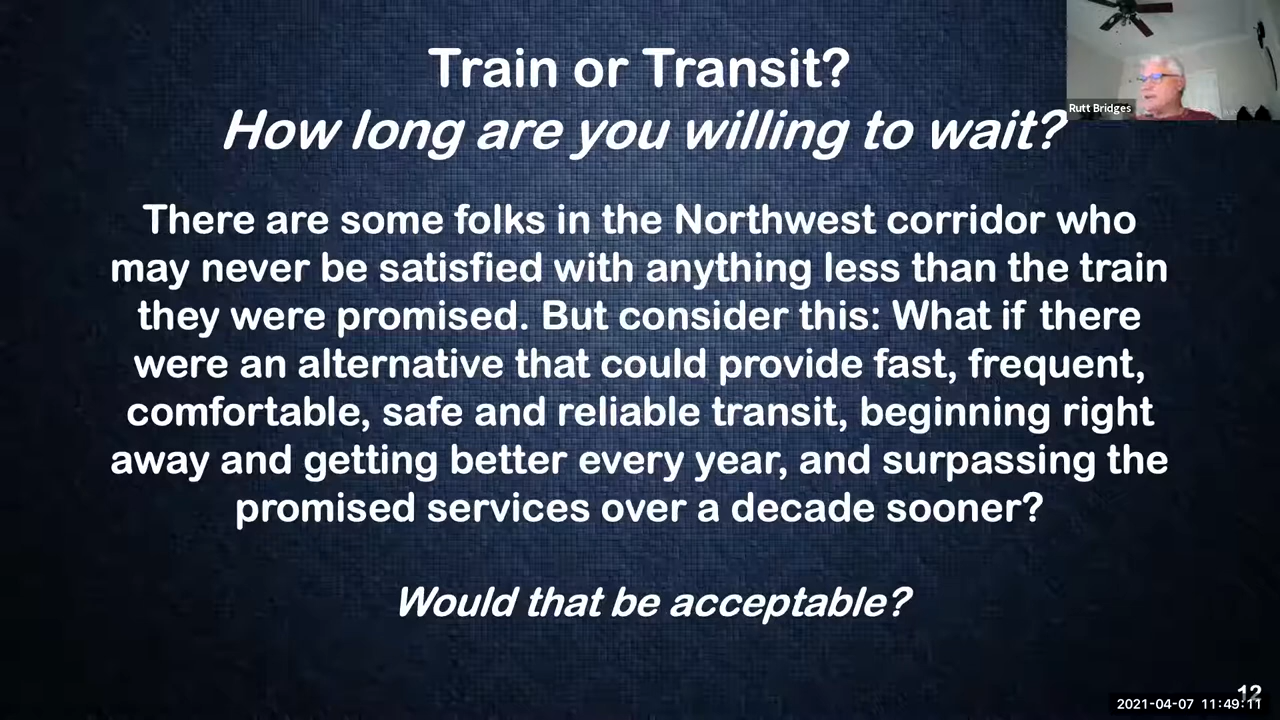 Train or Transit?
How long are you willing to wait?
Rutt Bridges
There are some folks in the Northwest corridor who
may never be satisfied with anything less than the train
they were promised. But consider this: What if there
were an alternative that could provide fast, frequent,
comfortable, safe and reliable transit, beginning right
away and getting better every year, and surpassing the
promised services over a decade sooner?
Would that be acceptable?
12
2021-04-07 11:49:11